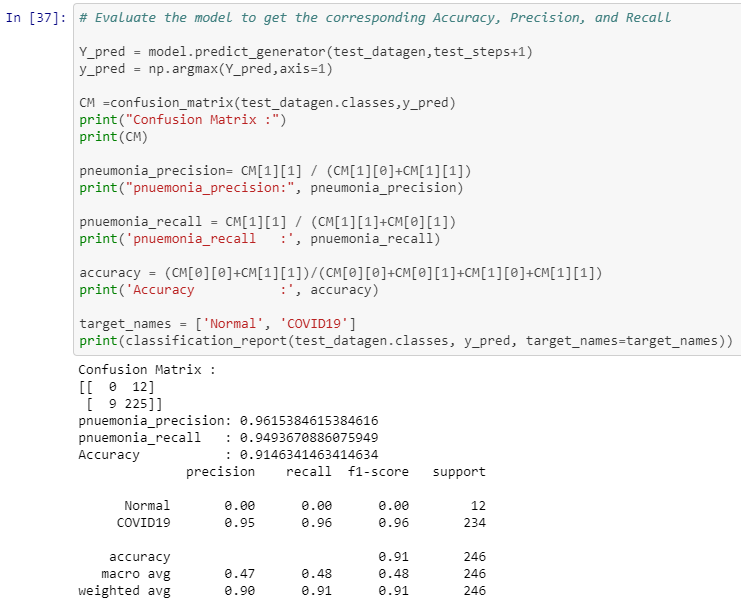 In [37]: # Evaluate the model to get the corresponding Accuracy, Precision, and Recall
Y_pred = model.predict_generator(test_datagen,test_steps+1)
y_pred = np.argmax(Y_pred,axis=1)
CM =confusion_matrix(test_datagen.classes,y_pred)
print("Confusion Matrix :")
print(CM)
pneumonia_precision= CM[1][1] / (CM[1][0]+CM[1][1])
print("pnuemonia_precision:", pneumonia_precision)
pnuemonia_recall = CM[1][1] / (CM[1][1]+CM[0][1])
print('pnuemonia_recall   :', pnuemonia_recall)
accuracy = (CM[0][0]+CM[1][1])/(CM[0][0]+CM[0][1]+CM[1][0]+CM[1][1])
print('Accuracy           :', accuracy)
target_names = ['Normal', 'COVID19']
print(classification_report(test_datagen.classes, y_pred, target_names=target_names))
Confusion Matrix :
[[  0  12]
 [  9 225]]
pnuemonia_precision: 0.9615384615384616
pnuemonia_recall   : 0.9493670886075949
Accuracy           : 0.9146341463414634
              precision    recall  f1-score   support
      Normal       0.00      0.00      0.00        12
     COVID19       0.95      0.96      0.96       234
    accuracy                           0.91       246
   macro avg       0.47      0.48      0.48       246
weighted avg       0.90      0.91      0.91       246